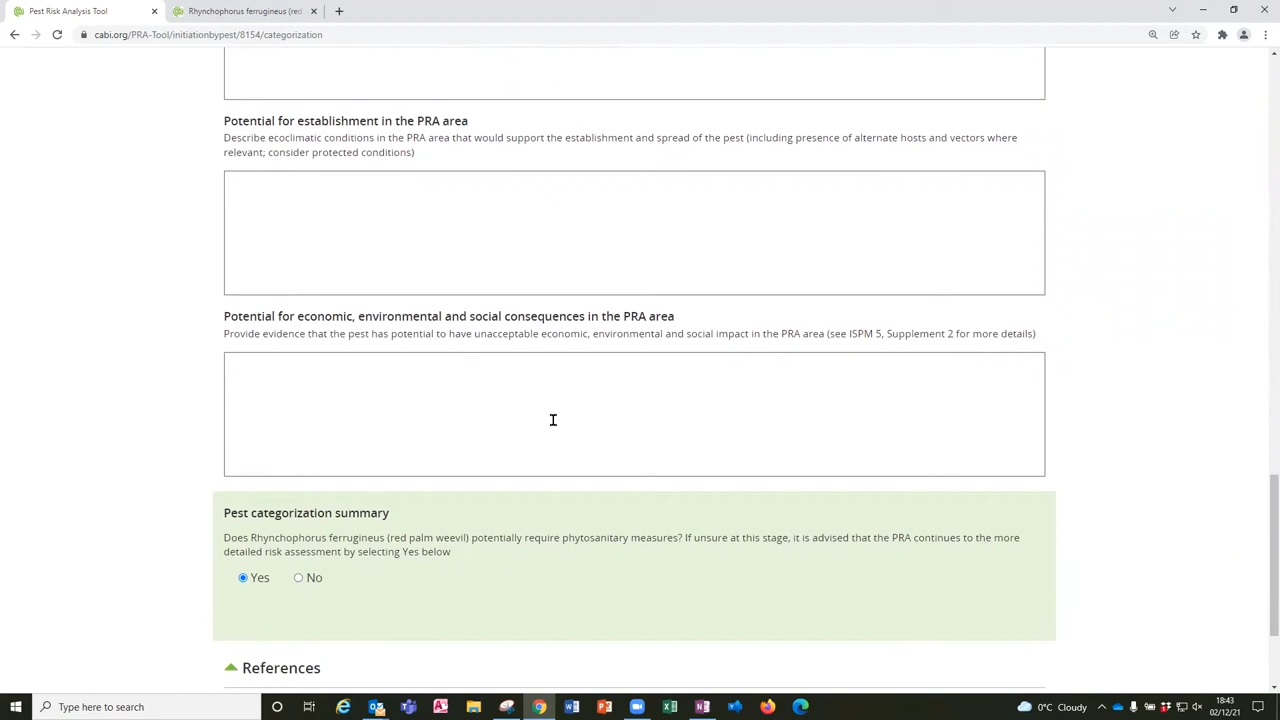 Pest Risk Analysis Tool
Rhynchophorus ferrugineus (red
cabi.org/PRA-Tool/initiationbypest/8154/categorization
Potential for establishment in the PRA area
Describe ecoclimatic conditions in the PRA area that would support the establishment and spread of the pest (including presence of alternate hosts and vectors where
relevant; consider protected conditions)
Potential for economic, environmental and social consequences in the PRA area
Provide evidence that the pest has potential to have unacceptable economic, environmental and social impact in the PRA area (see ISPM 5, Supplement 2 for more details)
Pest categorization summary
Does Rhynchophorus ferrugineus (red palm weevil) potentially require phytosanitary measures? If unsure at this stage, it is advised that the PRA continues to the more
detailed risk assessment by selecting Yes below
Yes No
References
Type here to search
0°C Cloudy
18:43
02/12/21